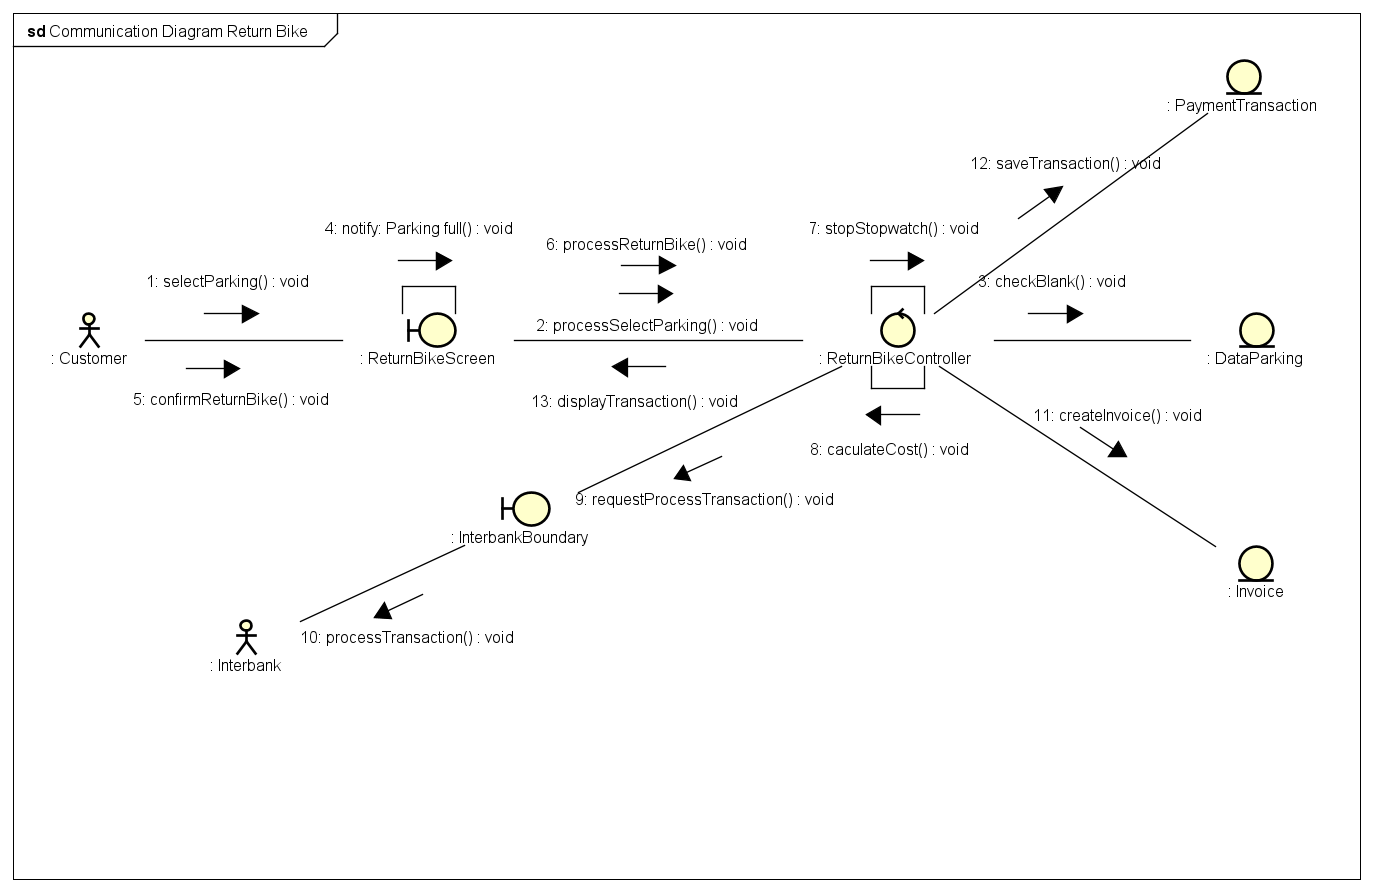 sd Communication Diagram Return Bike
: PaymentTransaction
12: saveTransaction() : void
4: notify: Parking full() : void
7: stopStopwatch() : void
6: processReturnBike() : void
1: selectParking() : void
3: checkBlank() : void
2: processSelectParking() : void
: Customer
: ReturnBikeScreen
: ReturnBikeController
: DataParking
5: confirmReturnBike() : void
13: displayTransaction() : void
11: createInvoice() : void
8: caculateCost() : void
9: requestProcessTransaction() : void
: InterbankBoundary
: Invoice
10: processTransaction() : void
: Interbank